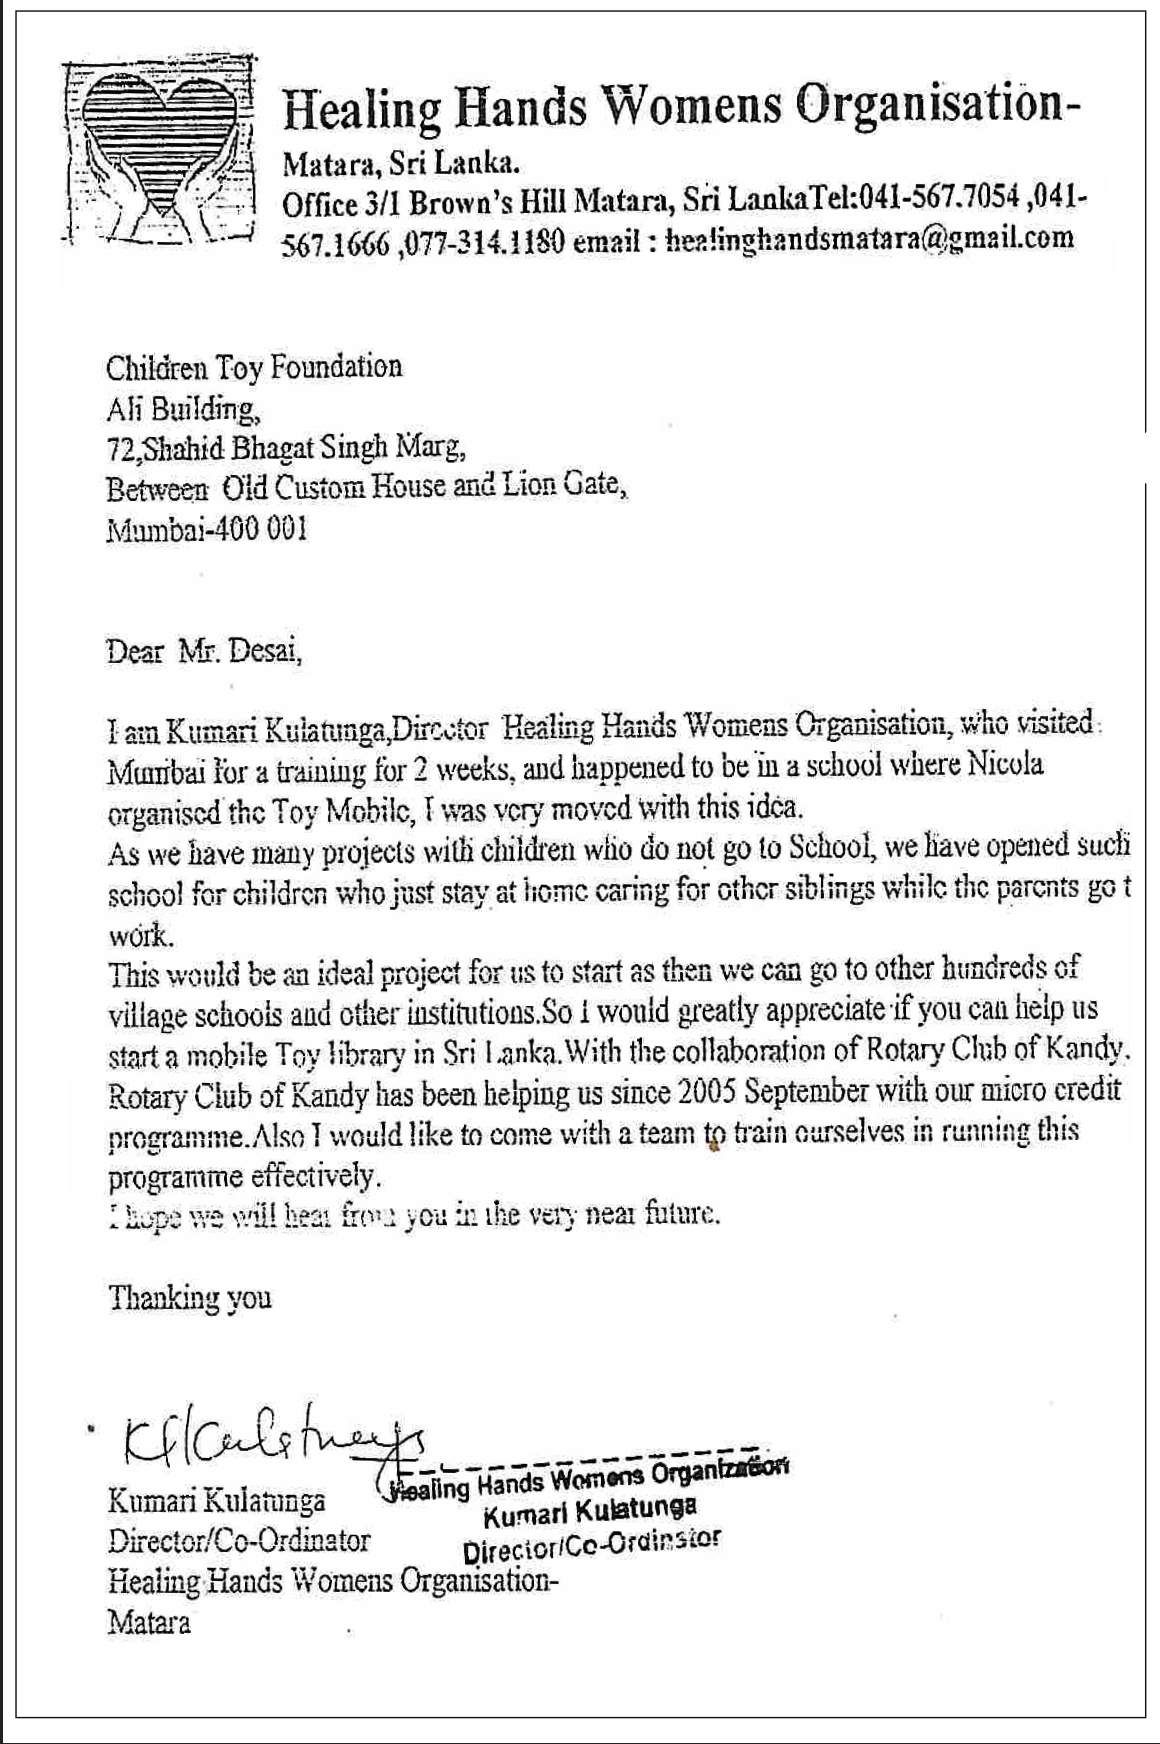 Healing Hands Womens Organisation-
Matara, Sri Lanka.
Office 3/1 Brown's Hill Matara, Sri LankaTel:041-567.7054 ,041-
567.1666 ,077-314.1180 email : healinghandsmatara@gmail.com
Children Toy Foundation
Ali Building,
72,Shahid Bhagat Singh Marg,
Between Old Custom House and Lion Gate,
Mumbai-400 001
Dear Mr. Desai,
I am Kumari Kulatunga,Director Healing Hands Womens Organisation, who visited
Mumbai for a training for 2 weeks, and happened to be in a school where Nicola
organised the Toy Mobile, I was very moved with this idea.
As we have many projects with children who do not go to School, we have opened such
school for children who just stay at home caring for other siblings while the parents go t
work.
This would be an ideal project for us to start as then we can go to other hundreds of
village schools and other institutions.So I would greatly appreciate if you can help us
start a mobile Toy library in Sri Lanka.With the collaboration of Rotary Club of Kandy.
Rotary Club of Kandy has been helping us since 2005 September with our micro credit
programme.Also I would like to come with a team to train ourselves in running this
programme effectively.
I hope we will hear from you in the very near future.
Thanking you
Kumari Kulatunga
Director/Co-Ordinator
Healing Hands Womens Organisation-
Matara
Healing Hands Womens Organization
Kumari Kulatunga
Director/Co-Ordinator